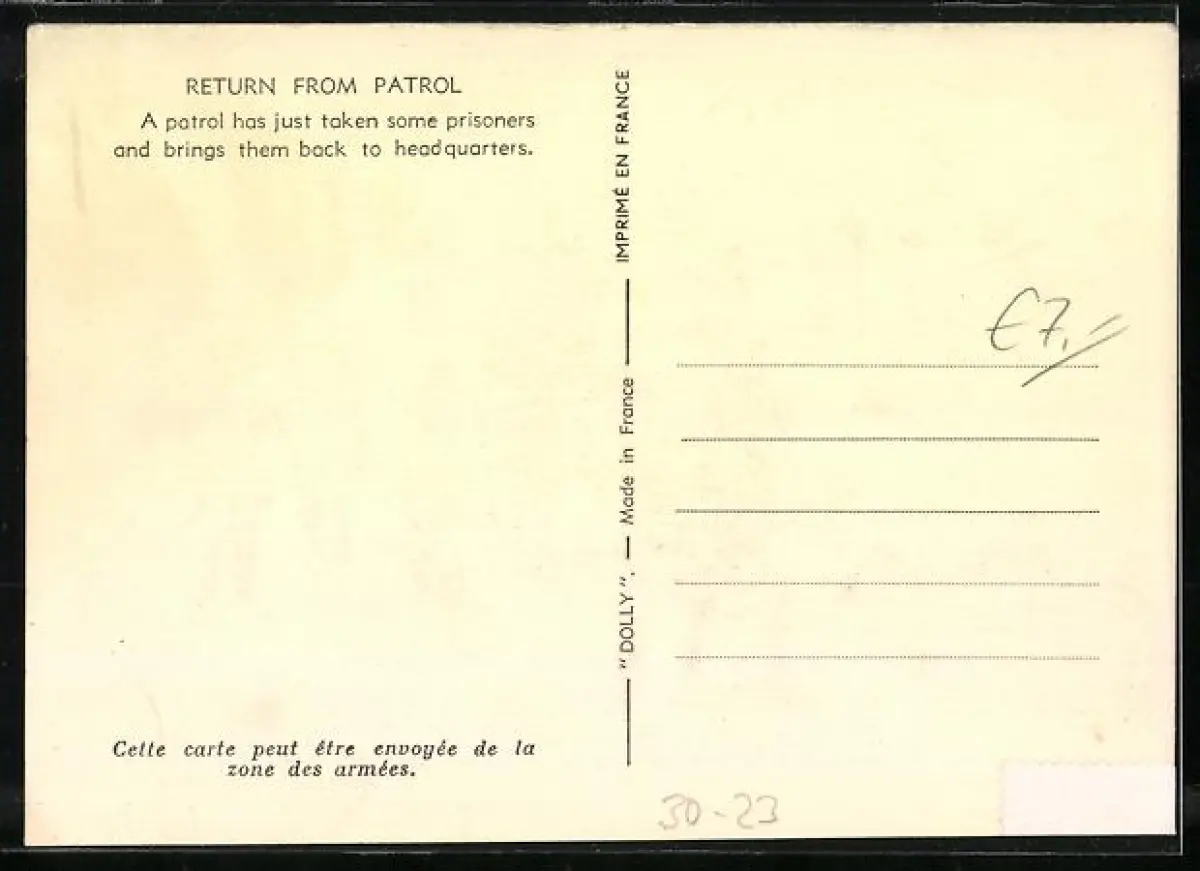 RETURN FROM PATROL
A patrol has just taken some prisoners
and brings them back to headquarters.
Cette carte peut être envoyée de la
zone des armées.
"DOLLY". — Made in France — IMPRIMÉ EN FRANCE
€7,=
30-23